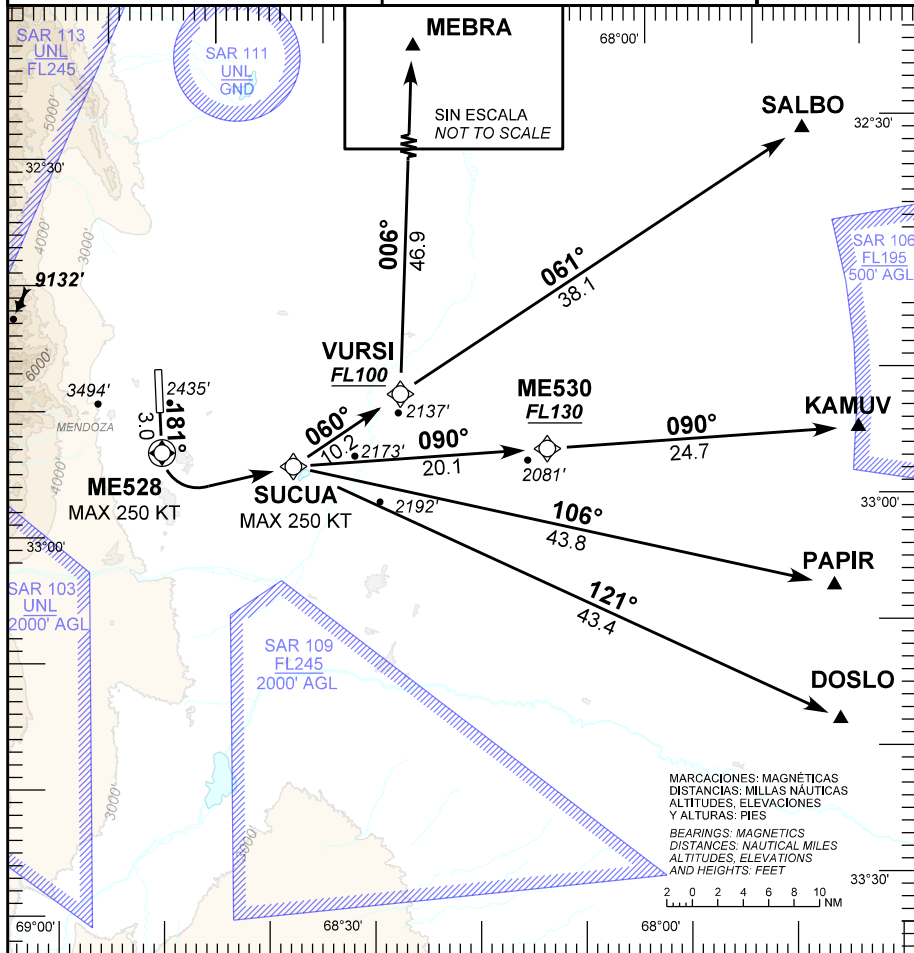 MEBRA
68°00'
SAR 113
UNL
FL245
SAR 111
UNL
GND
SIN ESCALA
NOT TO SCALE
SALBO
32°30'
5000'
32°30'
4000'
3000'
006°
46.9
061°
38.1
SAR 106
FL195
500' AGL
9132'
6000'
VURSI
FL100
ME530
FL130
KAMUV
3494'
2435'
MENDOZA
181°
3.0
2137'
060°
10.2
2173'
090°
20.1
2081'
090°
24.7
4000'
ME528
MAX 250 KT
SUCUA
MAX 250 KT
2192'
33°00'
33°00'
106°
43.8
PAPIR
SAR 103
UNL
2000' AGL
121°
43.4
SAR 109
FL245
2000' AGL
DOSLO
3000'
3000'
MARCACIONES: MAGNÉTICAS
DISTANCIAS: MILLAS NÁUTICAS
ALTITUDES, ELEVACIONES
Y ALTURAS: PIES
BEARINGS: MAGNETICS
DISTANCES: NAUTICAL MILES
ALTITUDES, ELEVATIONS
AND HEIGHTS: FEET
33°30'
2 0 2 4 6 8 10 NM
69°00'
68°30'
68°00'